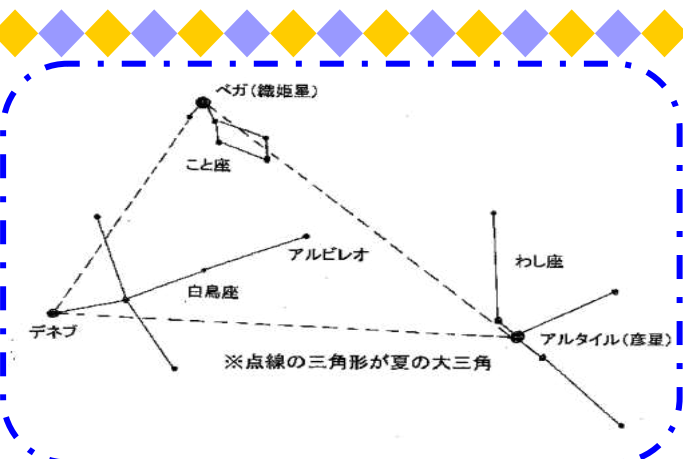 ベガ(織姫星)
こと座
アルビレオ
わし座
白鳥座
デネブ
アルタイル(彦星)
※点線の三角形が夏の大三角